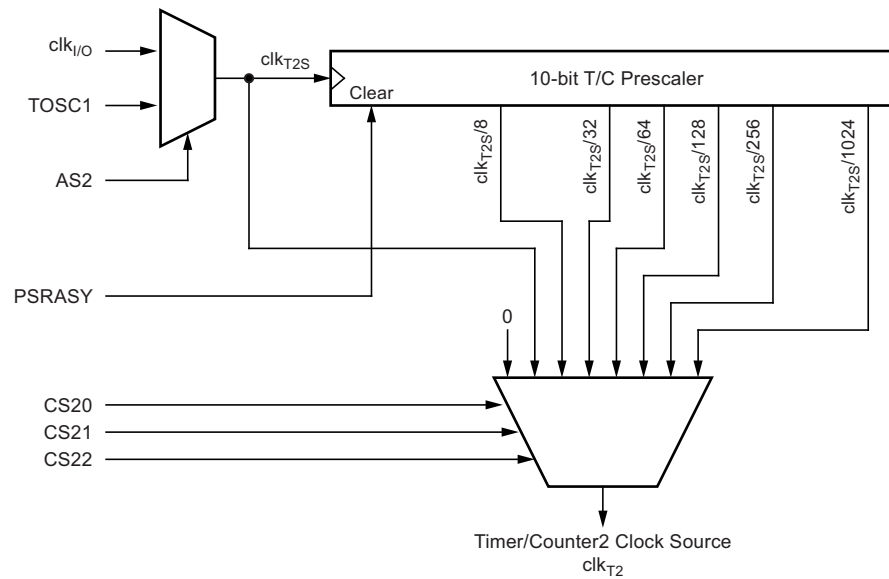 clkI/O
clkT2S
10-bit T/C Prescaler
Clear
TOSC1
clkT2S/8
clkT2S/32
clkT2S/64
clkT2S/128
clkT2S/256
clkT2S/1024
AS2
PSRASY
0
CS20
CS21
CS22
Timer/Counter2 Clock Source
clkT2